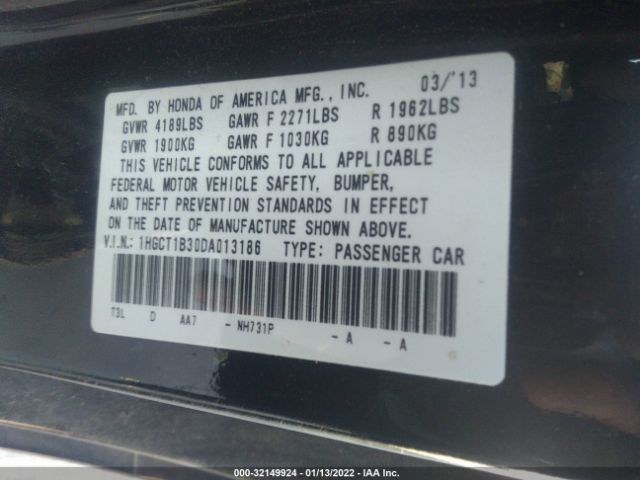 MFD. BY HONDA OF AMERICA MFG., INC. 03/'13
GVWR 4189LBS GAWR F 2271LBS R 1962LBS
GVWR 1900KG GAWR F 1030KG R 890KG
THIS VEHICLE CONFORMS TO ALL APPLICABLE
FEDERAL MOTOR VEHICLE SAFETY, BUMPER,
AND THEFT PREVENTION STANDARDS IN EFFECT
ON THE DATE OF MANUFACTURE SHOWN ABOVE.
V.I.N.: 1HGCT1B30DA013186 TYPE: PASSENGER CAR
T3L D AA7 - NH731P - A - A
000-32149924 - 01/13/2022 - IAA Inc.